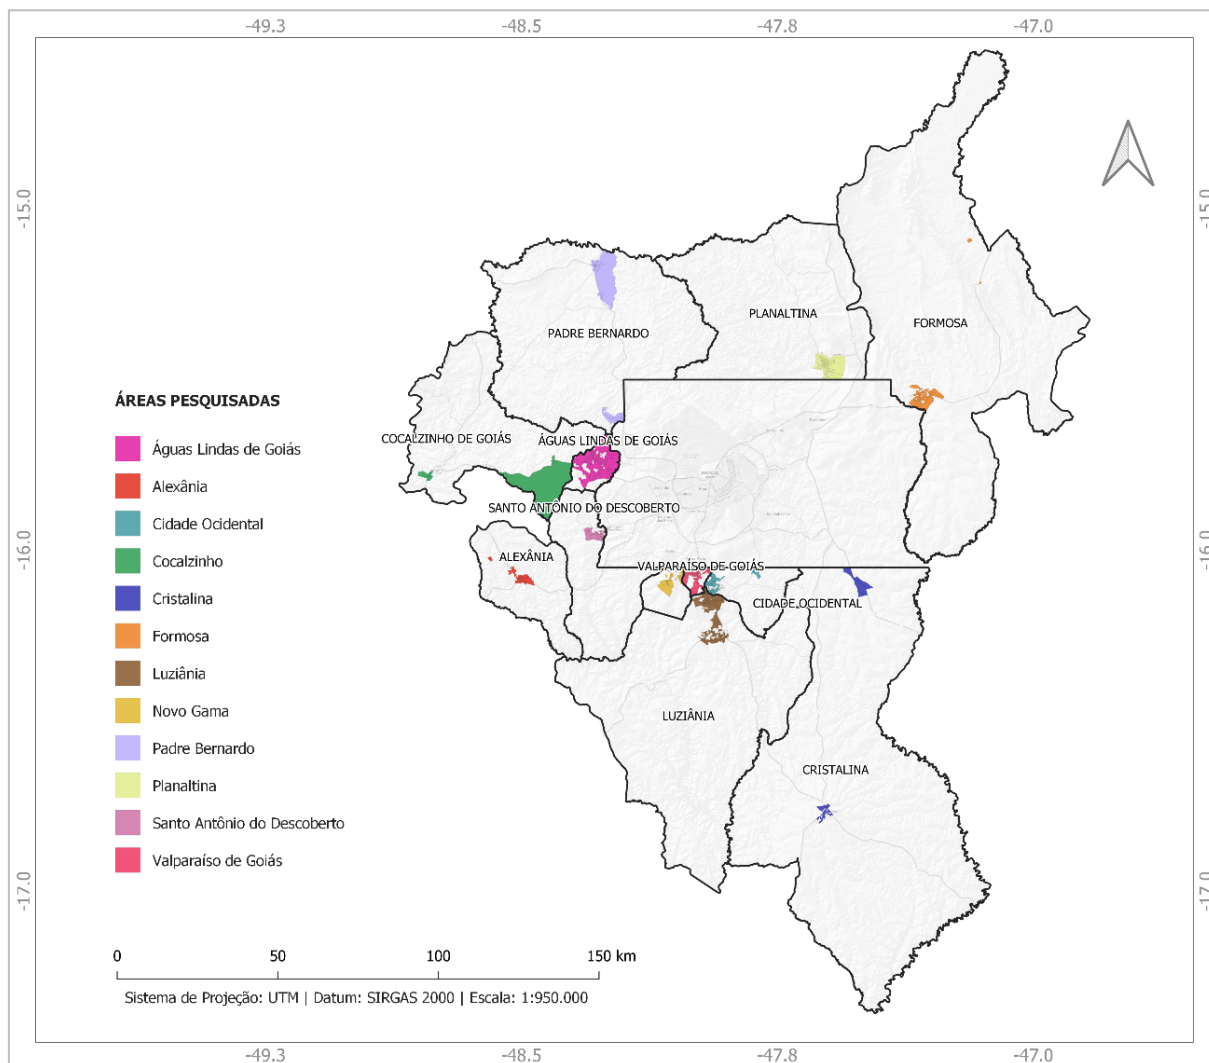 -49.3 -48.5 -47.8 -47.0
-15.0 -15.0
PLANALTINA
FORMOSA
PADRE BERNARDO
ÁREAS PESQUISADAS
COCALZINHO DE GOIÁS
ÁGUAS LINDAS DE GOIÁS
Águas Lindas de Goiás
Alexânia
SANTO ANTÔNIO DO DESCOBERTO
Cidade Ocidental
-16.0 -16.0
ALEXÂNIA
VALPARAÍSO DE GOIÁS
Cocalzinho
Cristalina
CIDADE OCIDENTAL
Formosa
Luziânia
Novo Gama
LUZIÂNIA
Padre Bernardo
CRISTALINA
Planaltina
Santo Antônio do Descoberto
Valparaíso de Goiás
-17.0 -17.0
0 50 100 150 km
Sistema de Projeção: UTM | Datum: SIRGAS 2000 | Escala: 1:950.000
-49.3 -48.5 -47.8 -47.0